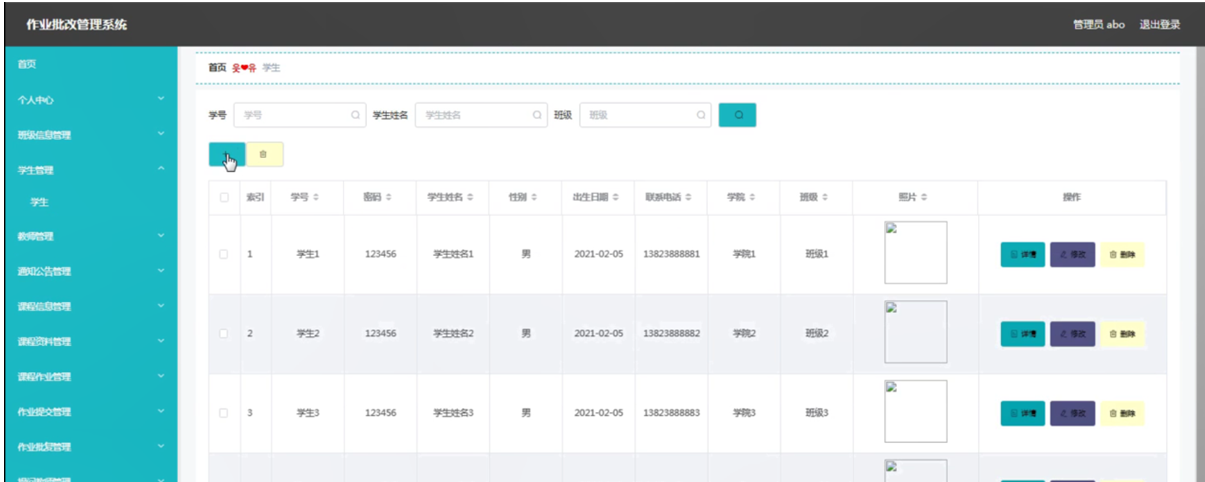 作业批改管理系统
管理员 abo 退出登录
首页
个人中心
班级信息管理
学生管理
学生
教师管理
通知公告管理
课程信息管理
课程资料管理
课程作业管理
作业提交管理
作业批改管理
首页 学生
学号 学号 学生姓名 学生姓名 班级 班级
索引 学号 密码 学生姓名 性别 出生日期 联系电话 学院 班级 照片 操作
1 学生1 123456 学生姓名1 男 2021-02-05 13823888881 学院1 班级1 详情 修改 删除
2 学生2 123456 学生姓名2 男 2021-02-05 13823888882 学院2 班级2 详情 修改 删除
3 学生3 123456 学生姓名3 男 2021-02-05 13823888883 学院3 班级3 详情 修改 删除